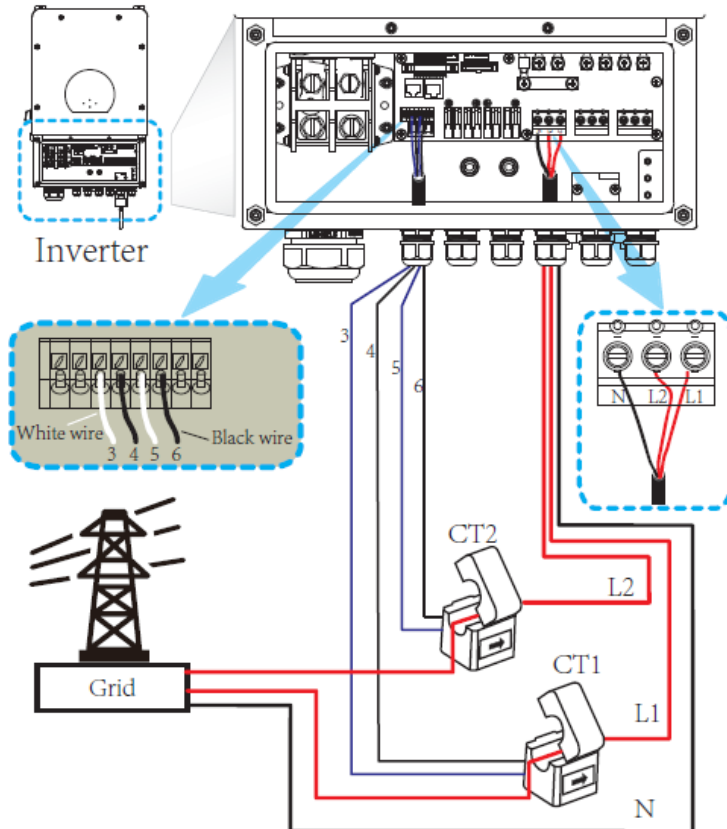 Inverter
3
4
5
6
White wire
3 4 5 6
Black wire
N L2 L1
CT2
L2
Grid
CT1
L1
N